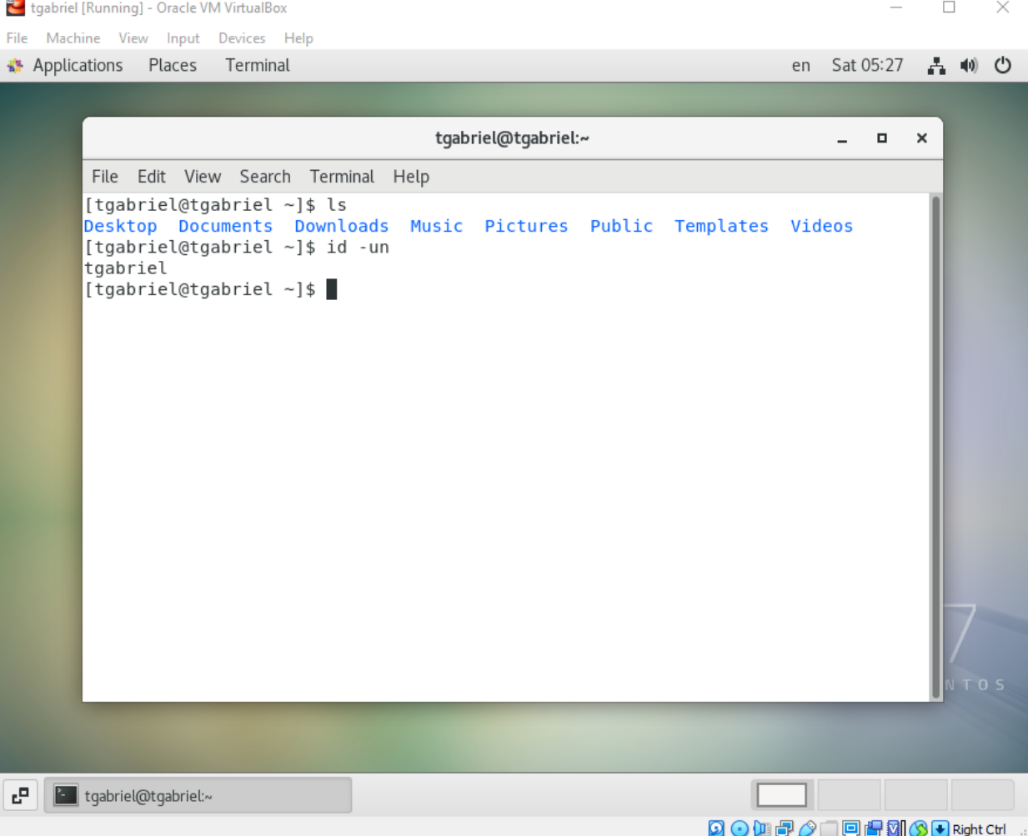 tgabriel [Running] - Oracle VM VirtualBox
File Machine View Input Devices Help
Applications Places Terminal en Sat 05:27
tgabriel@tgabriel:~
File Edit View Search Terminal Help
[tgabriel@tgabriel ~]$ ls
Desktop Documents Downloads Music Pictures Public Templates Videos
[tgabriel@tgabriel ~]$ id -un
tgabriel
[tgabriel@tgabriel ~]$
7
NTOS
tgabriel@tgabriel:~
Right Ctrl